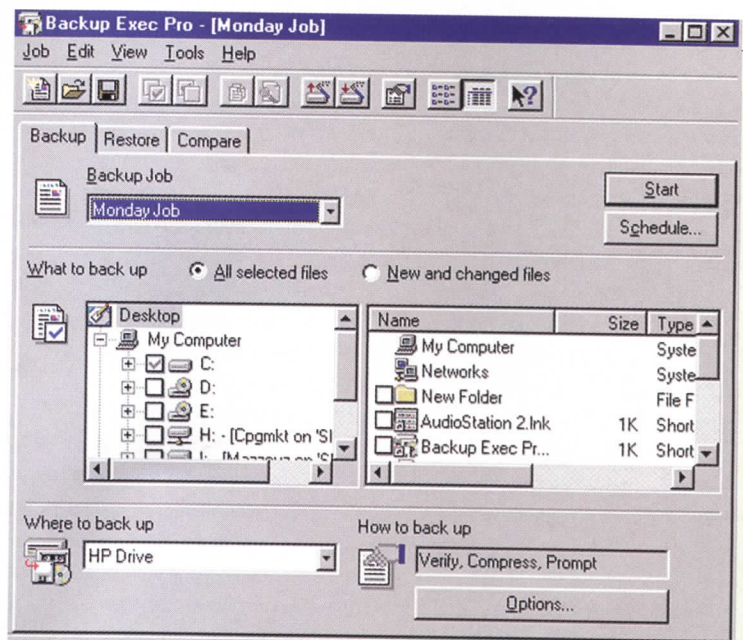 Backup Exec Pro - [Monday Job]
Job Edit View Tools Help
Backup Restore Compare
Backup Job
Monday Job
Start
Schedule...
What to back up All selected files New and changed files
Desktop
My Computer
C:
D:
E:
H: - [Cpgmkt on 'Sl
Name Size Type
My Computer Syste
Networks Syste
New Folder File F
AudioStation 2.lnk 1K Short
Backup Exec Pr... 1K Short
Where to back up
HP Drive
How to back up
Verify, Compress, Prompt
Options...